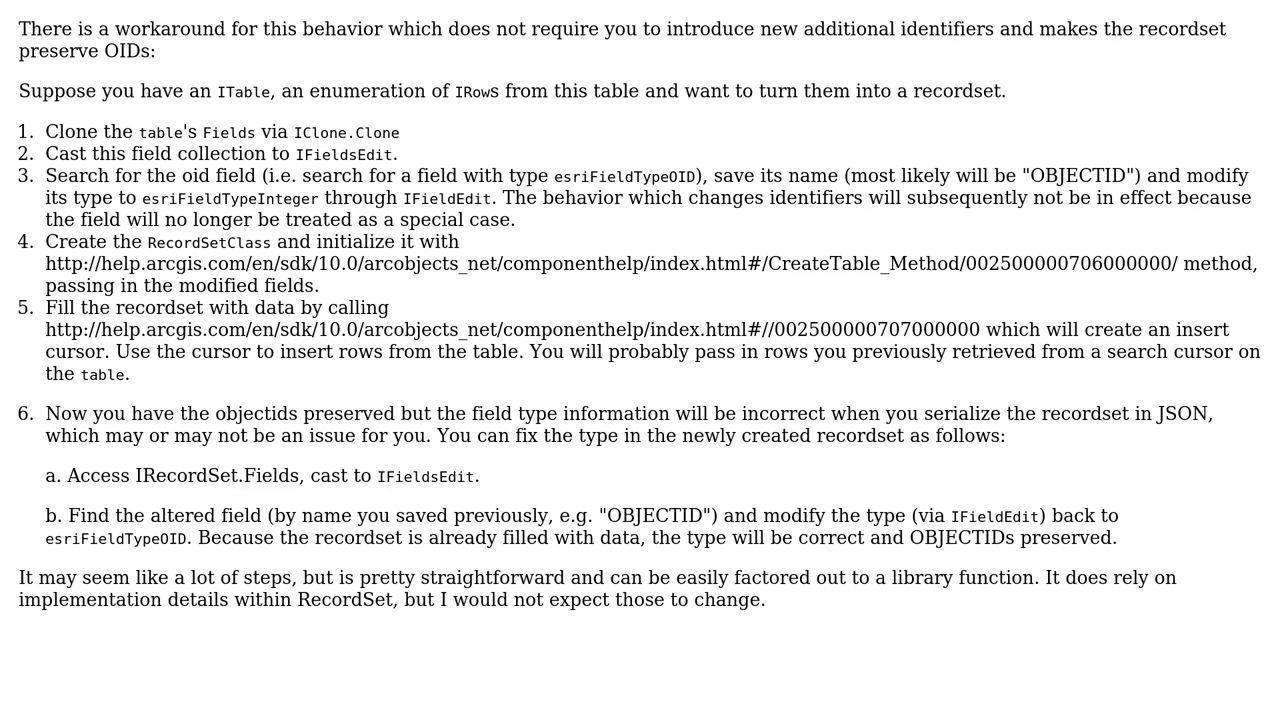 There is a workaround for this behavior which does not require you to introduce new additional identifiers and makes the recordset
preserve OIDs:
Suppose you have an ITable, an enumeration of IRows from this table and want to turn them into a recordset.
1. Clone the table's Fields via IClone.Clone
2. Cast this field collection to IFieldsEdit.
3. Search for the oid field (i.e. search for a field with type esriFieldTypeOID), save its name (most likely will be "OBJECTID") and modify
its type to esriFieldTypeInteger through IFieldEdit. The behavior which changes identifiers will subsequently not be in effect because
the field will no longer be treated as a special case.
4. Create the RecordSetClass and initialize it with
http://help.arcgis.com/en/sdk/10.0/arcobjects_net/componenthelp/index.html#/CreateTable_Method/002500000706000000/ method,
passing in the modified fields.
5. Fill the recordset with data by calling
http://help.arcgis.com/en/sdk/10.0/arcobjects_net/componenthelp/index.html#//002500000707000000 which will create an insert
cursor. Use the cursor to insert rows from the table. You will probably pass in rows you previously retrieved from a search cursor on
the table.
6. Now you have the objectids preserved but the field type information will be incorrect when you serialize the recordset in JSON,
which may or may not be an issue for you. You can fix the type in the newly created recordset as follows:
a. Access IRecordSet.Fields, cast to IFieldsEdit.
b. Find the altered field (by name you saved previously, e.g. "OBJECTID") and modify the type (via IFieldEdit) back to
esriFieldTypeOID. Because the recordset is already filled with data, the type will be correct and OBJECTIDs preserved.
It may seem like a lot of steps, but is pretty straightforward and can be easily factored out to a library function. It does rely on
implementation details within RecordSet, but I would not expect those to change.